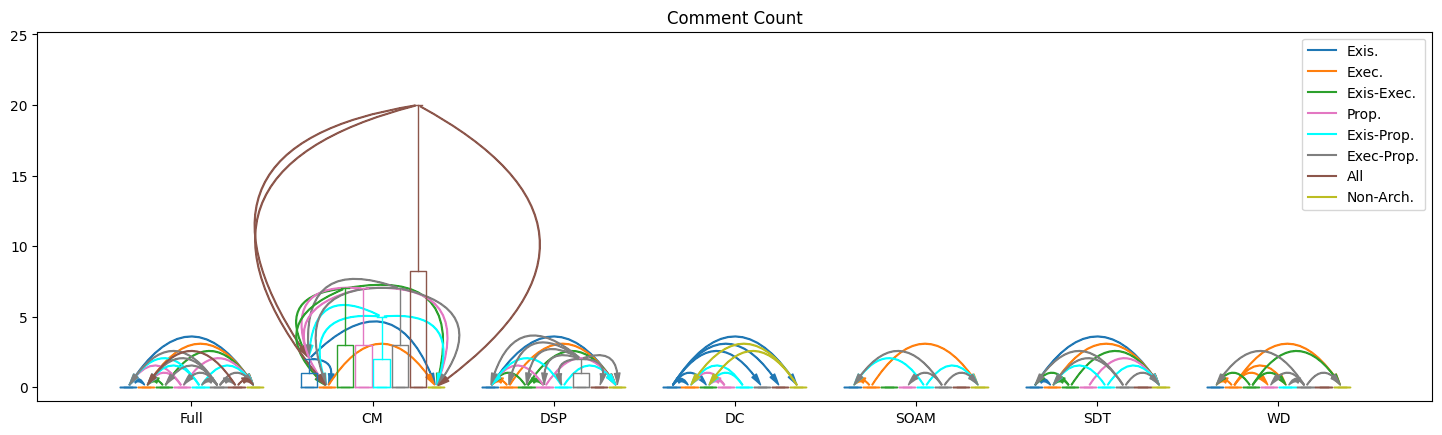 Comment Count
25
20
15
10
5
0
Exis.
Exec.
Exis-Exec.
Prop.
Exis-Prop.
Exec-Prop.
All
Non-Arch.
Full CM DSP DC SOAM SDT WD